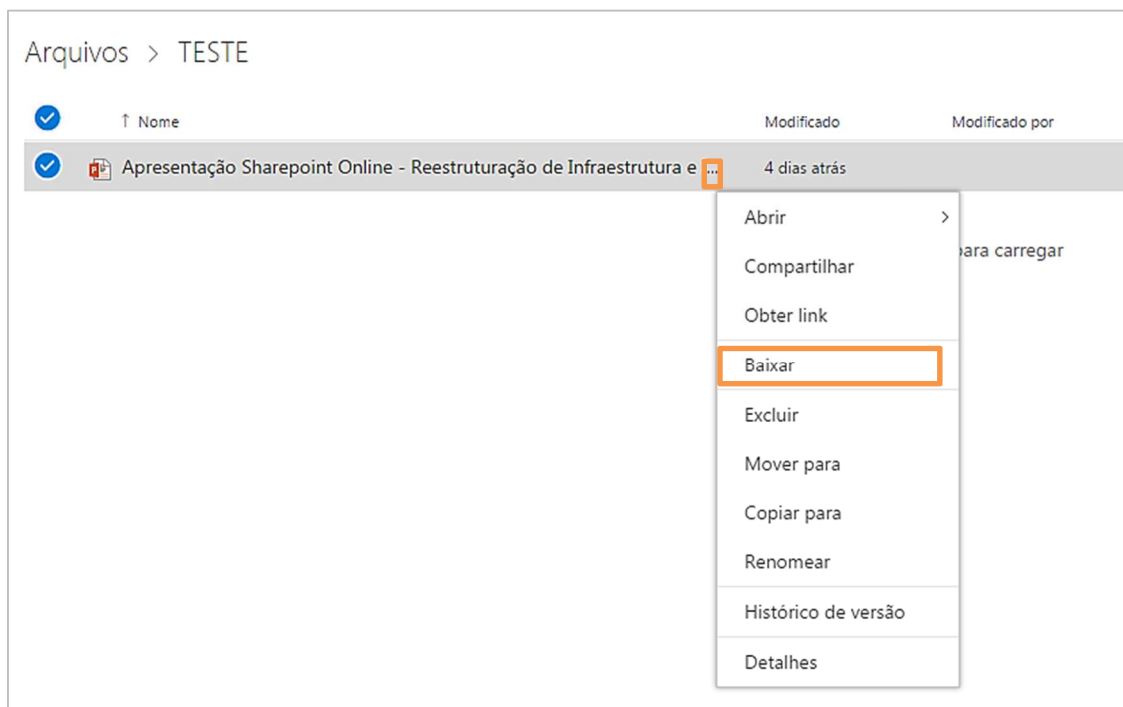 Arquivos > TESTE
↑ Nome Modificado Modificado por
Apresentação Sharepoint Online - Reestruturação de Infraestrutura e ... 4 dias atrás
Abrir >
para carregar
Compartilhar
Obter link
Baixar
Excluir
Mover para
Copiar para
Renomear
Histórico de versão
Detalhes